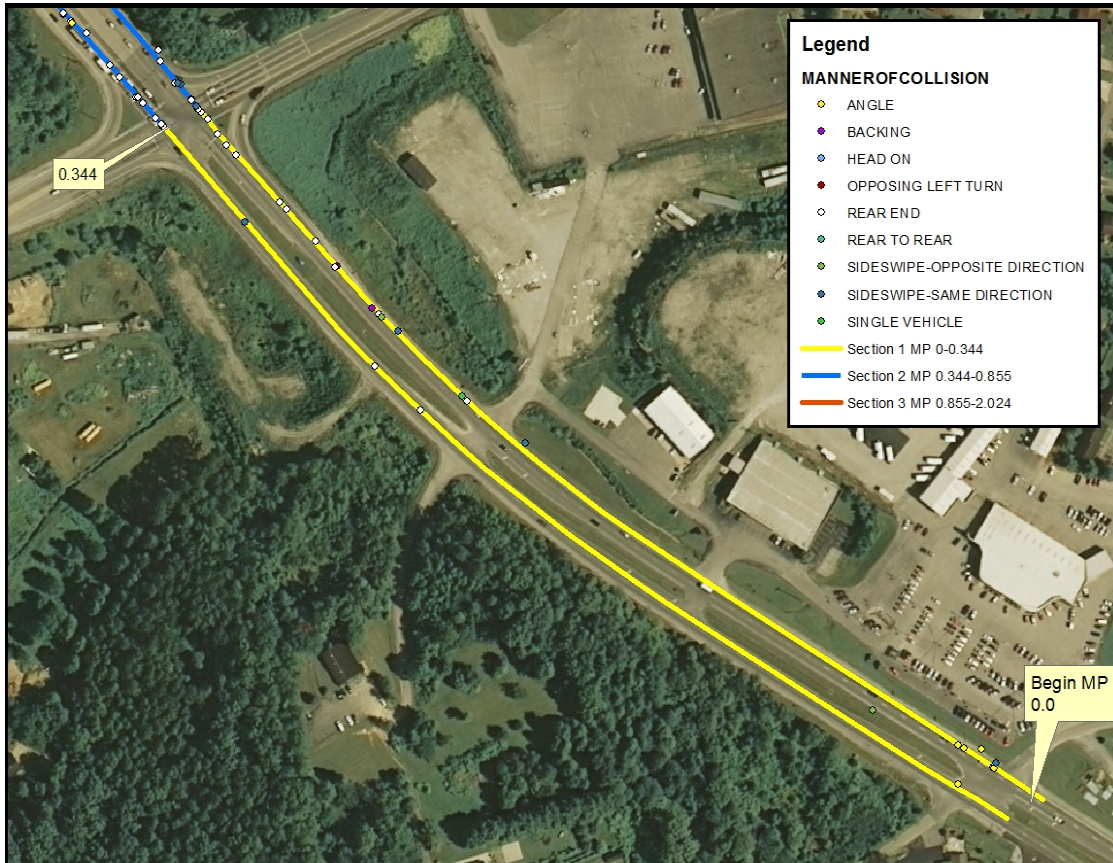 Legend
MANNEROFCOLLISION
ANGLE
BACKING
HEAD ON
OPPOSING LEFT TURN
REAR END
REAR TO REAR
SIDESWIPE-OPPOSITE DIRECTION
SIDESWIPE-SAME DIRECTION
SINGLE VEHICLE
Section 1 MP 0-0.344
Section 2 MP 0.344-0.855
Section 3 MP 0.855-2.024
0.344
Begin MP
0.0